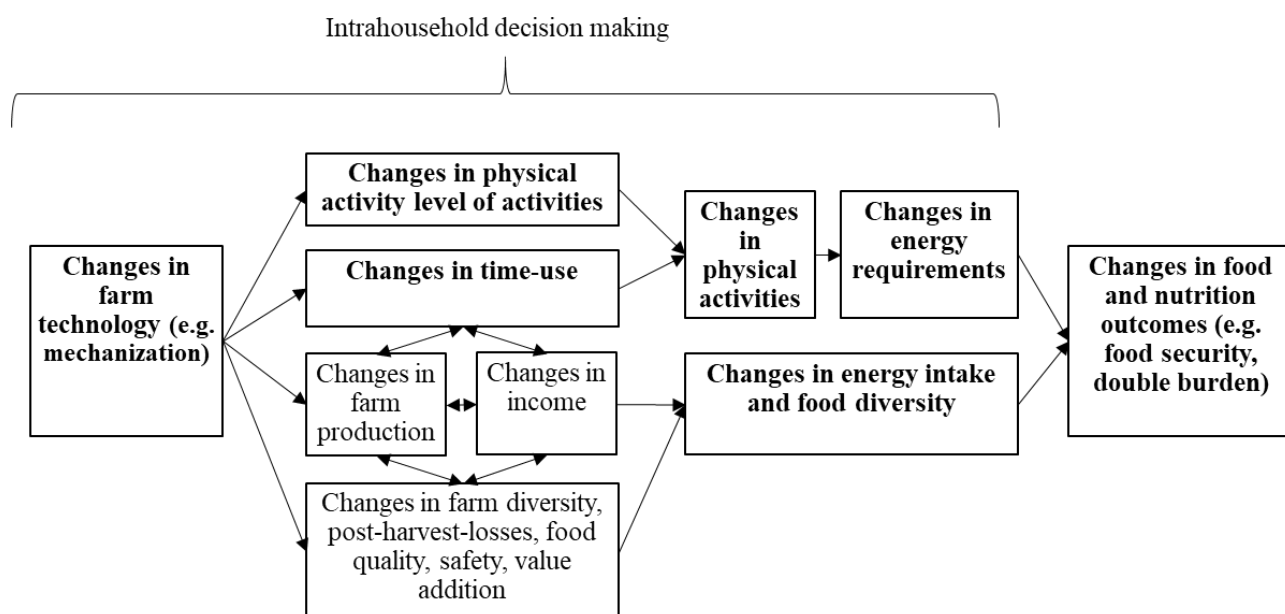 Intrahousehold decision making
Changes in physical
activity level of activities
Changes in time-use
Changes in
farm
technology (e.g.
mechanization)
Changes in
farm
production
Changes in
income
Changes in farm diversity,
post-harvest-losses, food
quality, safety, value
addition
Changes
in
physical
activities
Changes in
energy
requirements
Changes in energy intake
and food diversity
Changes in food
and nutrition
outcomes (e.g.
food security,
double burden)